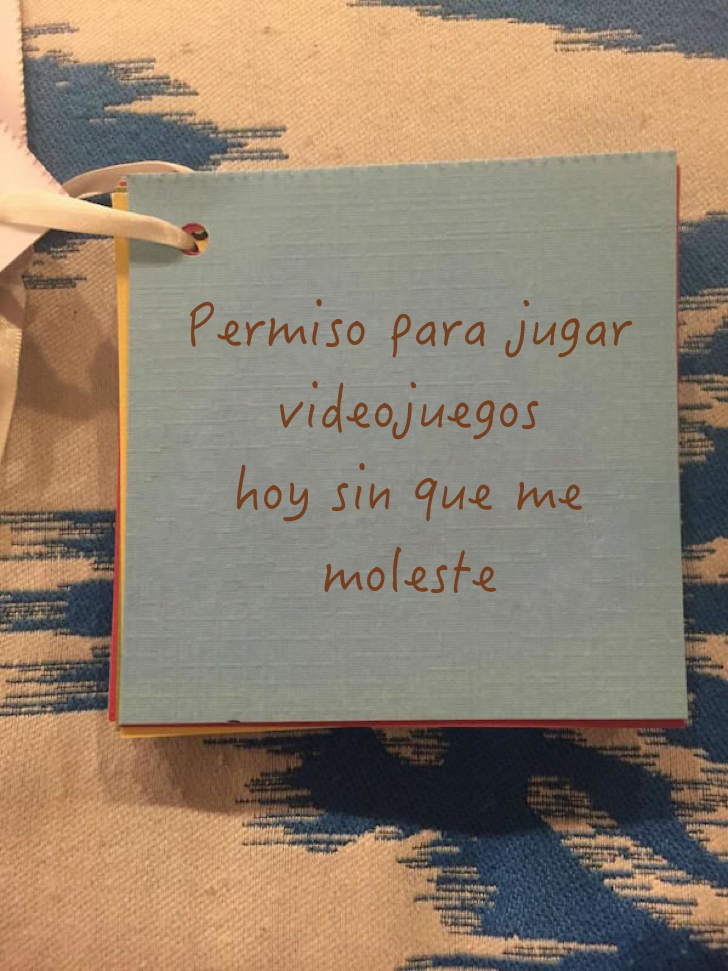 Permiso para jugar
videojuegos
hoy sin que me
moleste